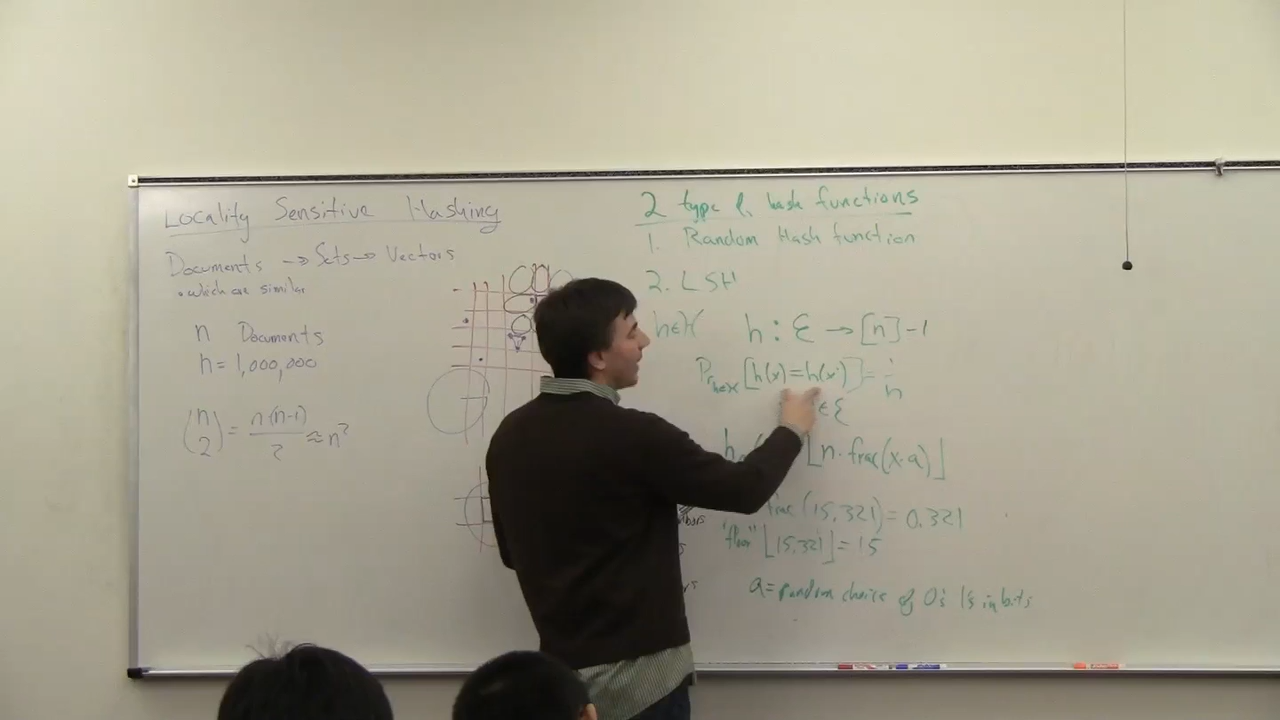 Locality Sensitive Hashing
Documents → Sets → Vectors
• which are similar
n Documents
n = 1,000,000
(n 2) = n·(n-1) / 2 ≈ n²
2 type of hash functions
1. Random Hash function
2. LSH
h∈H h : Ɛ → [n]-1
Pr h∈H [h(x)=h(x')] = 1/n
∈Ɛ
h ⌊n · frac(x·a)⌋
frac(15.321) = 0.321
"floor" ⌊15.321⌋ = 15
a = random choice of 0's 1's in bits